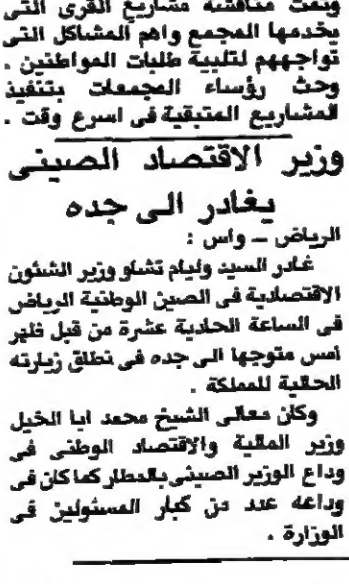 وتمت مناقشة مشاريع القرى التى
يخدمها المجمع واهم المشاكل التى
تواجههم لتلبية طلبات المواطنين .
وحث رؤساء المجمعات بتنفيذ
المشاريع المتبقية فى اسرع وقت .
وزير الاقتصاد الصينى
يغادر الى جده
الرياض ــ واس :
غادر السيد وليام تشاو وزير الشئون
الاقتصادية فى الصين الوطنية الرياض
فى الساعة الحادية عشرة من قبل ظهر
أمس متوجها الى جده فى نطاق زيارته
الحالية للمملكة .
وكان معالى الشيخ محمد ابا الخيل
وزير المالية والاقتصاد الوطنى فى
وداع الوزير الصينى بالمطار كما كان فى
وداعه عدد من كبار المسئولين فى
الوزارة .